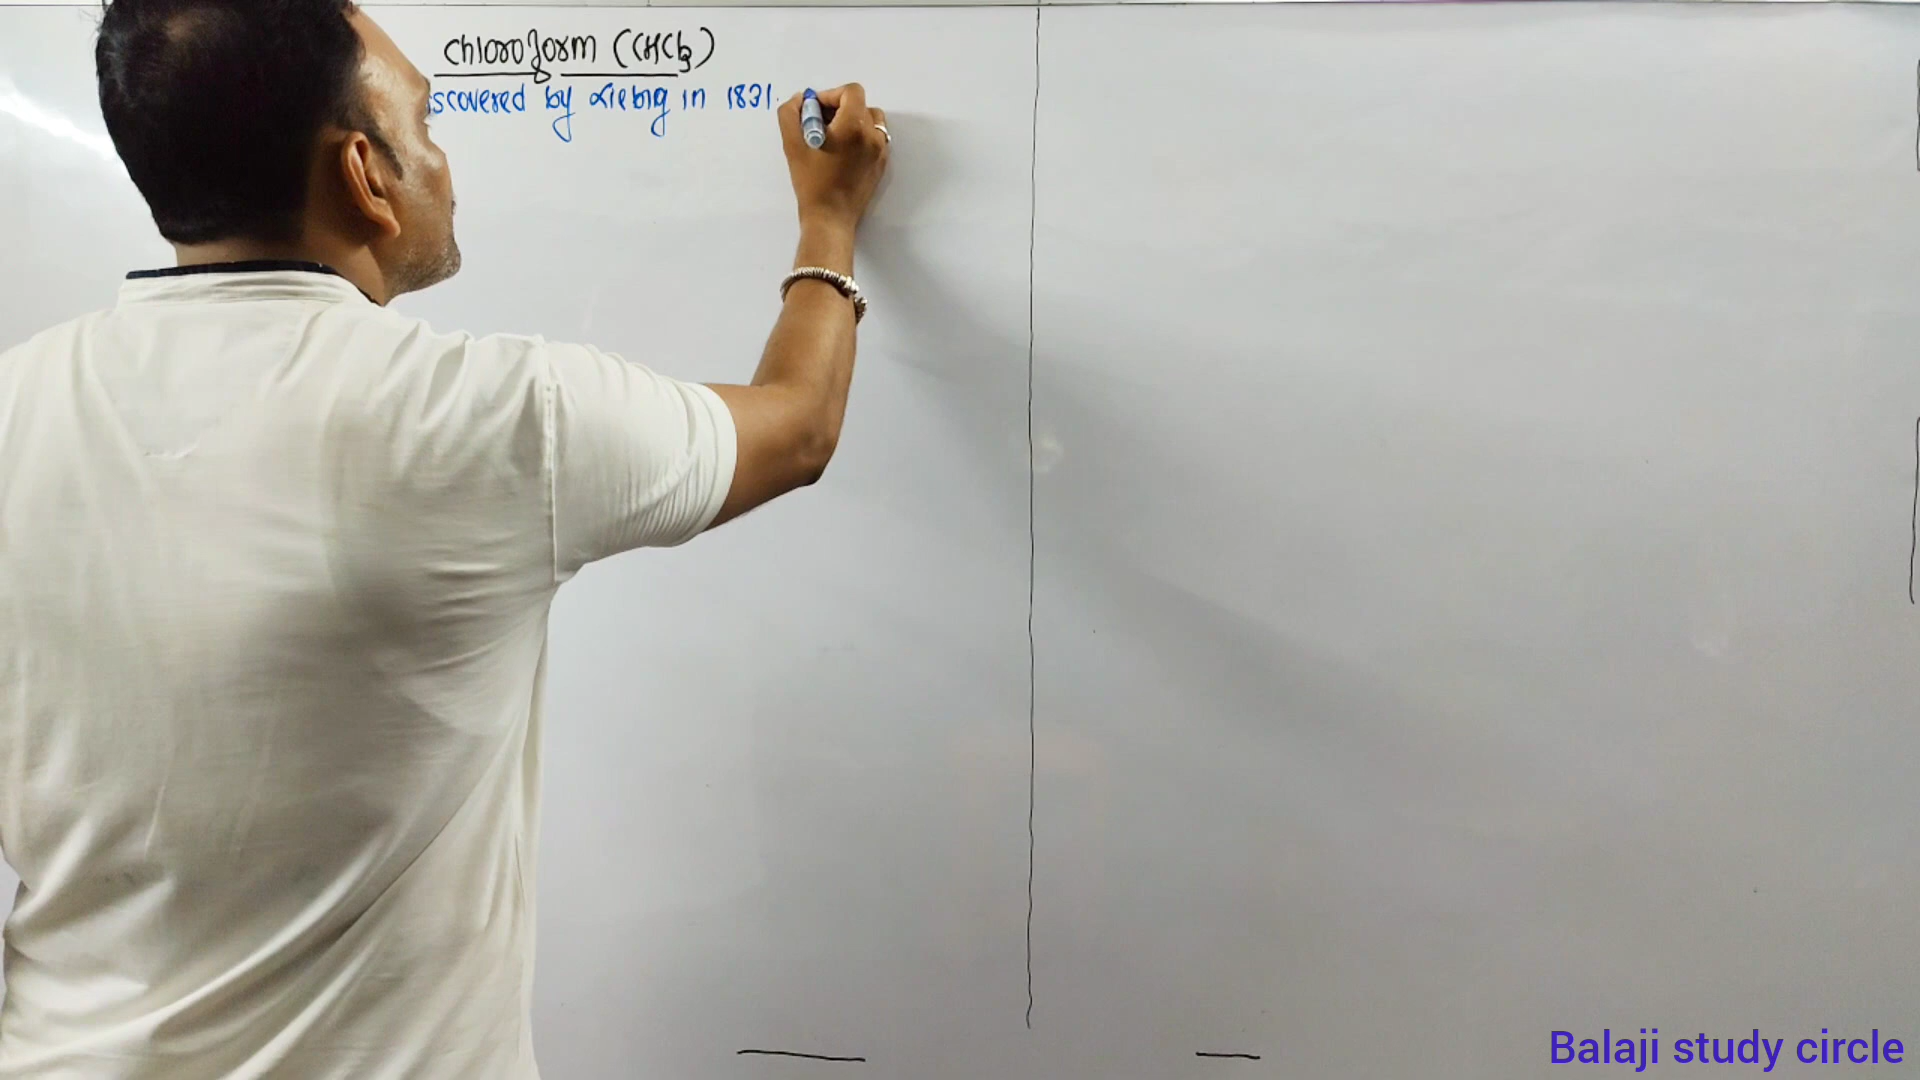 Chloroform (CHCl3)
scovered by Liebig in 1831.
Balaji study circle